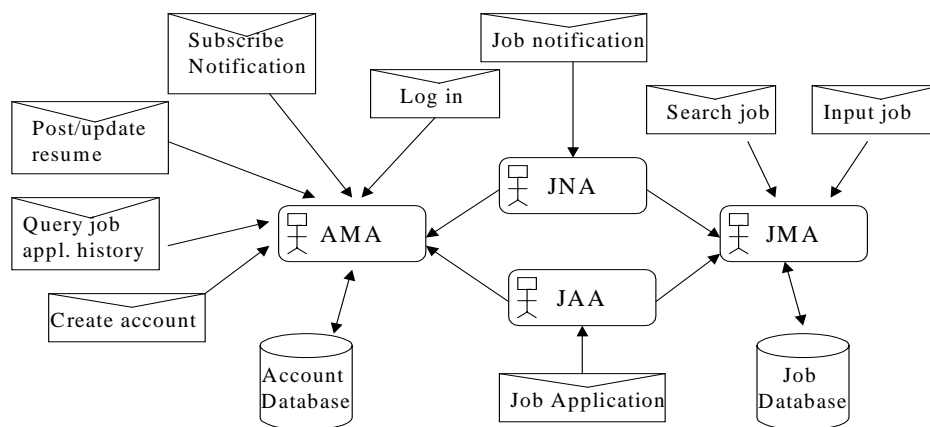 Subscribe
Notification
Job notification
Log in
Post/update
resume
Search job
Input job
JNA
AMA
JMA
Query job
appl. history
JAA
Create account
Account
Database
Job Application
Job
Database